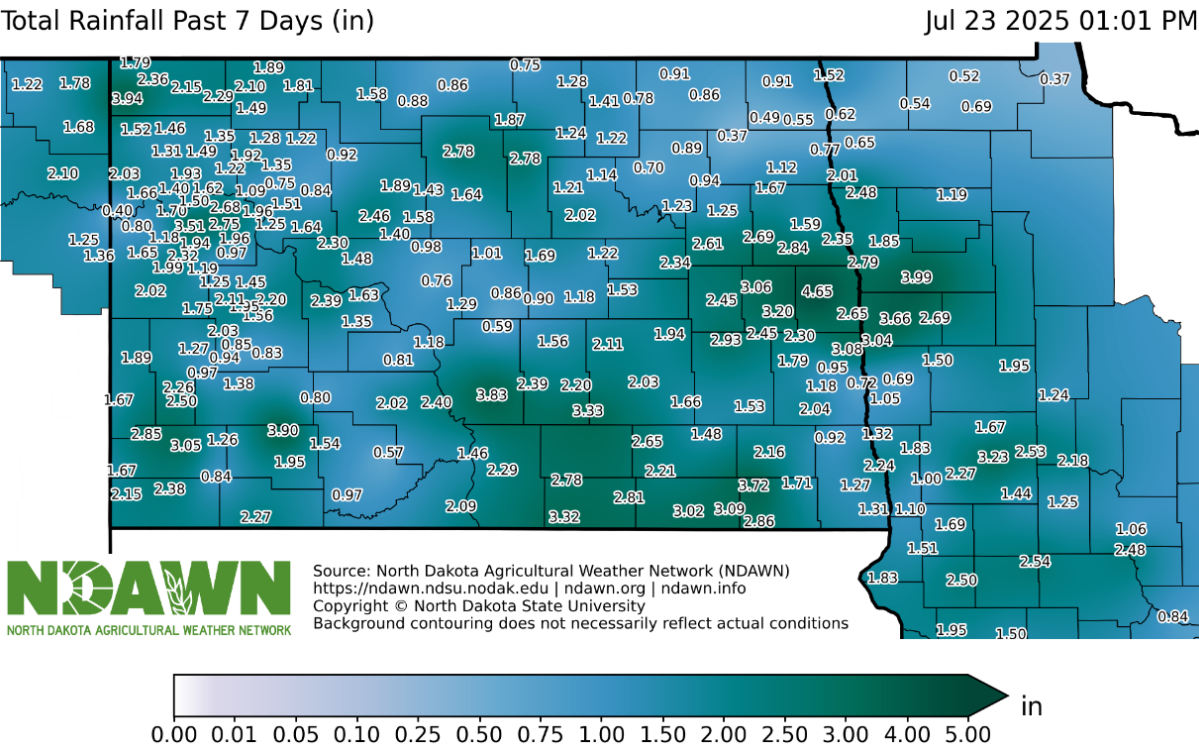 Total Rainfall Past 7 Days (in) Jul 23 2025 01:01 PM
1.79 1.89 0.75
1.22 1.78 2.36 2.15 2.10 1.81 0.86 1.28 0.91 0.91 1.52 0.52 0.37
3.94 2.29 1.49 1.58 0.88 1.41 0.78 0.86 0.54 0.69
1.87 0.49 0.55 0.62
1.68 1.52 1.46 1.35 1.28 1.22 1.24 1.22 0.37 0.65
1.31 1.49 1.92 0.92 2.78 2.78 0.89 0.77
2.10 2.03 1.93 1.22 1.35 1.14 0.70 1.12 2.01
1.66 1.40 1.62 1.09 0.75 0.84 1.89 1.43 1.64 1.21 0.94 1.67 2.48 1.19
0.40 1.70 1.50 2.68 1.96 1.51 2.46 1.58 2.02 1.23 1.25
0.80 3.51 2.75 1.25 1.64 1.40 1.59
1.25 1.18 1.94 1.96 2.30 0.98 2.61 2.69 2.84 2.35 1.85
1.36 1.65 2.32 0.97 1.48 1.01 1.69 1.22 2.34 2.79
1.99 1.19 3.99
2.02 1.25 1.45 0.76 0.86 0.90 1.18 1.53 3.06 4.65
1.75 2.11 1.95 2.20 2.39 1.63 1.29 2.45 3.20 2.65 3.66 2.69
1.56 1.35 0.59
2.03 1.18 1.56 2.11 1.94 2.93 2.45 2.30 3.04
1.89 1.27 0.85 0.94 0.83 0.81 1.79 3.08 1.50 1.95
0.97 0.95
2.26 1.38 3.83 2.39 2.20 2.03 1.18 0.72 0.69
1.67 2.50 0.80 2.02 2.40 3.33 1.66 1.53 2.04 1.05 1.24
2.85 3.05 1.26 3.90 1.54 2.65 1.48 0.92 1.32 1.67
0.57 1.46 2.16 1.83 3.23 2.53 2.18
1.67 0.84 1.95 2.29 2.21 2.24 2.27
2.15 2.38 0.97 2.78 2.81 3.72 1.71 1.27 1.00 1.44 1.25
2.27 2.09 3.32 3.02 3.09 2.86 1.31 1.10 1.69 1.06
1.51 2.54 2.48
1.83 2.50
0.84
1.95 1.50
NDAWN
NORTH DAKOTA AGRICULTURAL WEATHER NETWORK
Source: North Dakota Agricultural Weather Network (NDAWN)
https://ndawn.ndsu.nodak.edu | ndawn.org | ndawn.info
Copyright © North Dakota State University
Background contouring does not necessarily reflect actual conditions
in
0.00 0.01 0.05 0.10 0.25 0.50 0.75 1.00 1.50 2.00 2.50 3.00 4.00 5.00